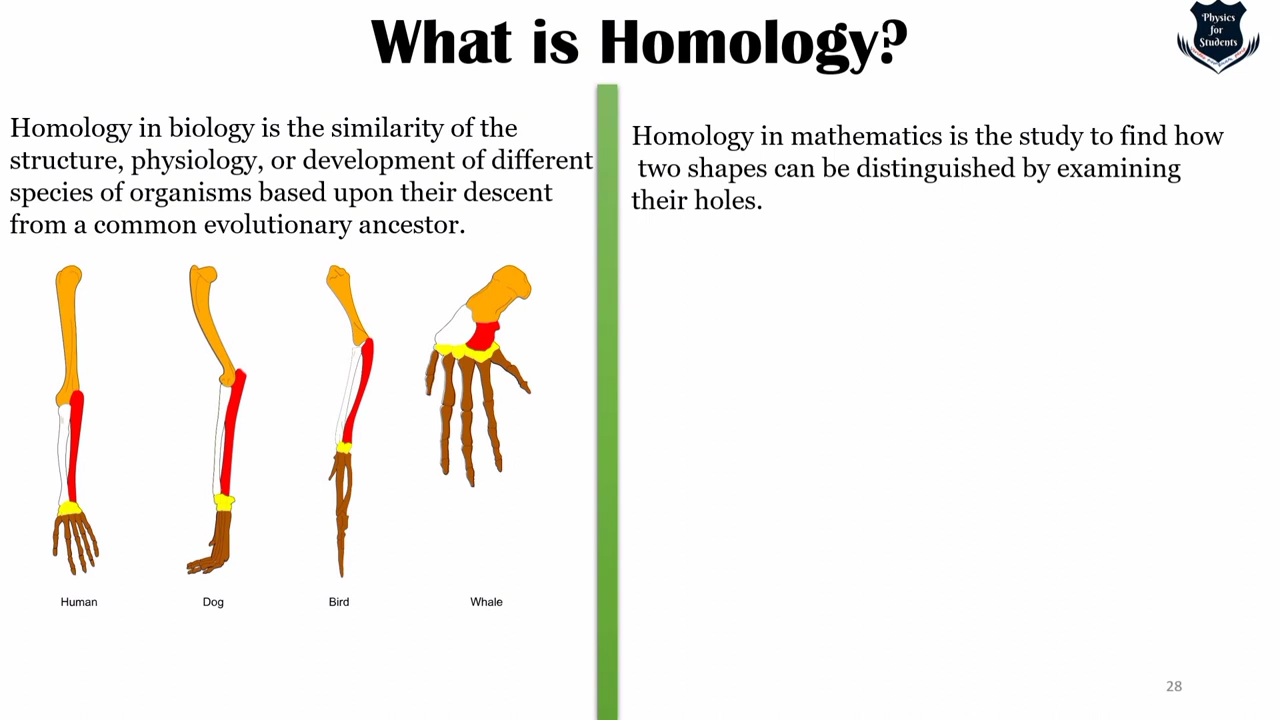 What is Homology?
Physics
for
Students
Homology in biology is the similarity of the
structure, physiology, or development of different
species of organisms based upon their descent
from a common evolutionary ancestor.
Homology in mathematics is the study to find how
two shapes can be distinguished by examining
their holes.
Human
Dog
Bird
Whale
28